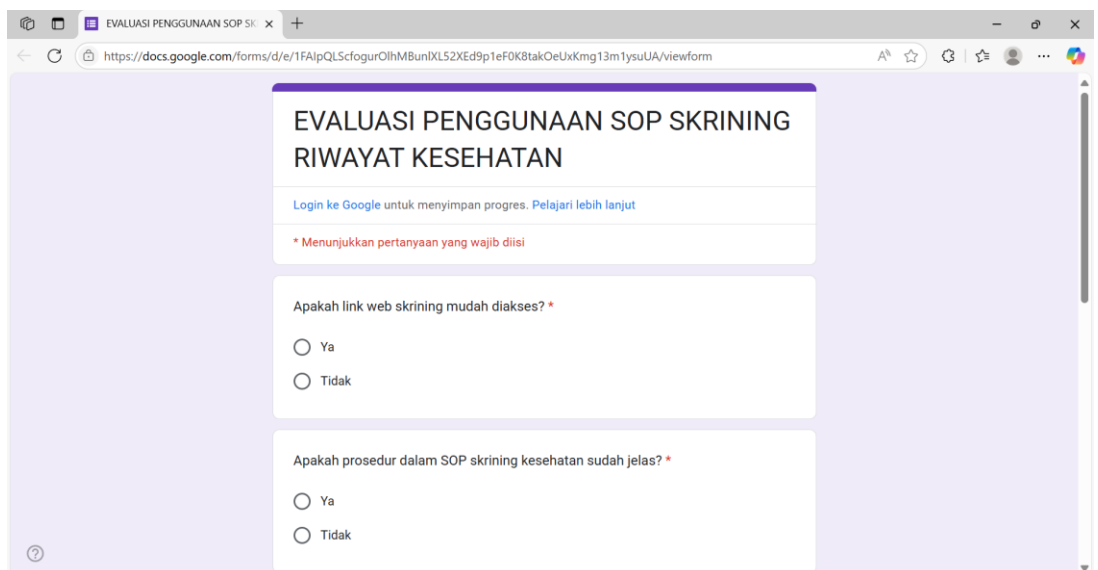 EVALUASI PENGGUNAAN SOP SK
https://docs.google.com/forms/d/e/1FAIpQLScfogurOlhMBunlXL52XEd9p1eF0K8takOeUxKmg13m1ysuUA/viewform
EVALUASI PENGGUNAAN SOP SKRINING
RIWAYAT KESEHATAN
Login ke Google untuk menyimpan progres. Pelajari lebih lanjut
* Menunjukkan pertanyaan yang wajib diisi
Apakah link web skrining mudah diakses? *
Ya
Tidak
Apakah prosedur dalam SOP skrining kesehatan sudah jelas? *
Ya
Tidak